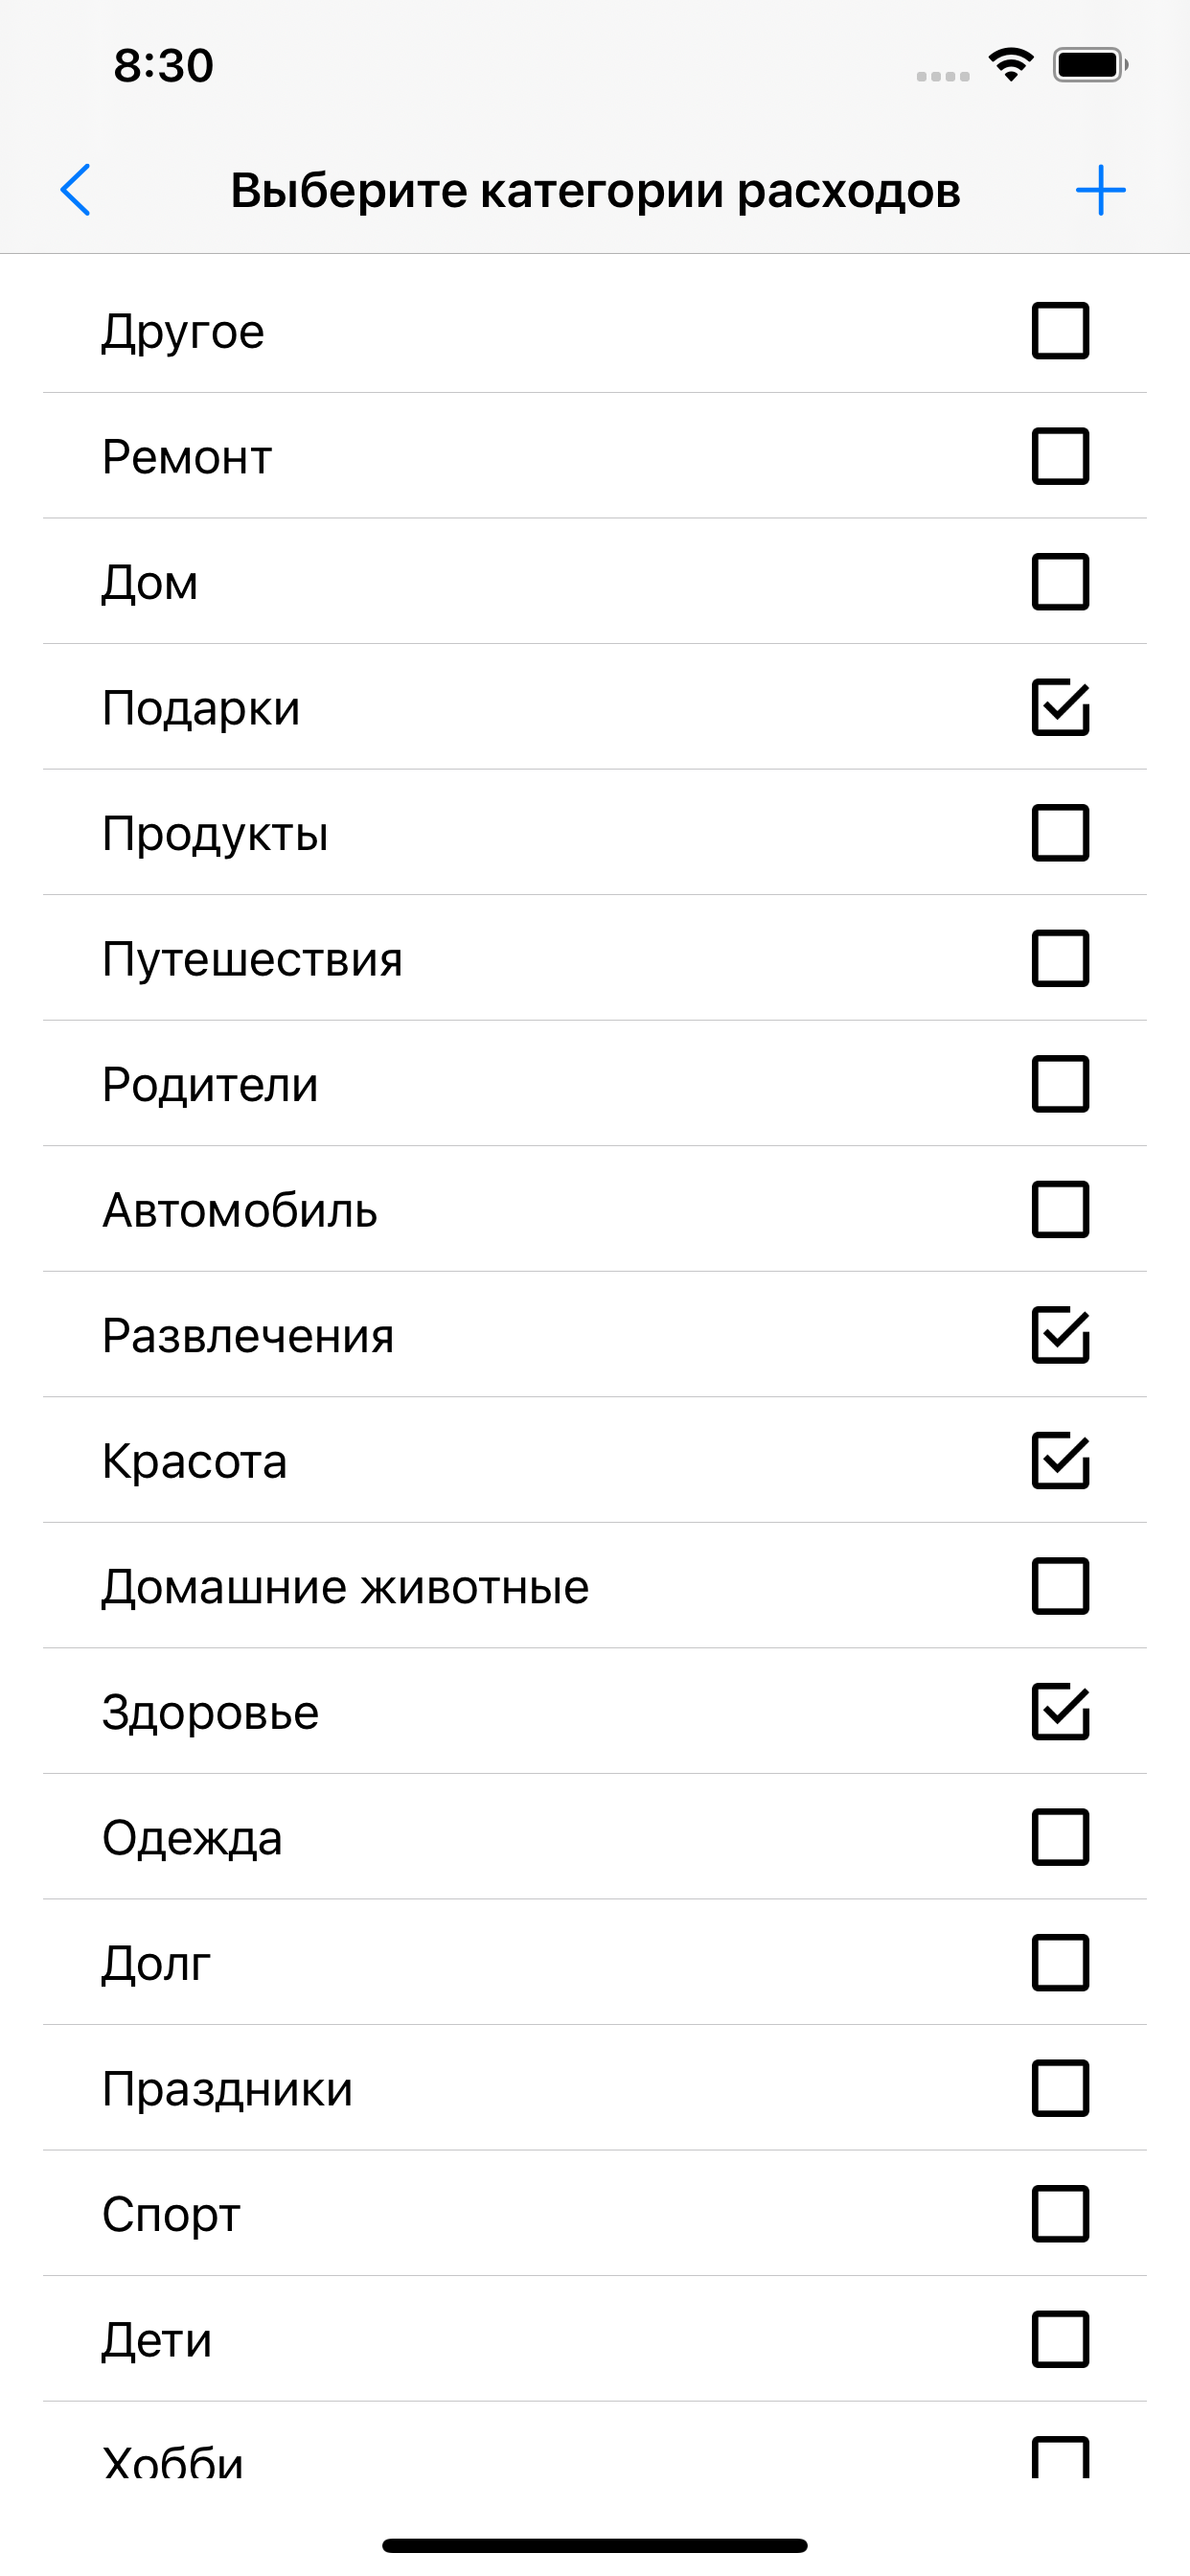 8:30
Выберите категории расходов
Другое
Ремонт
Дом
Подарки
Продукты
Путешествия
Родители
Автомобиль
Развлечения
Красота
Домашние животные
Здоровье
Одежда
Долг
Праздники
Спорт
Дети
Хобби